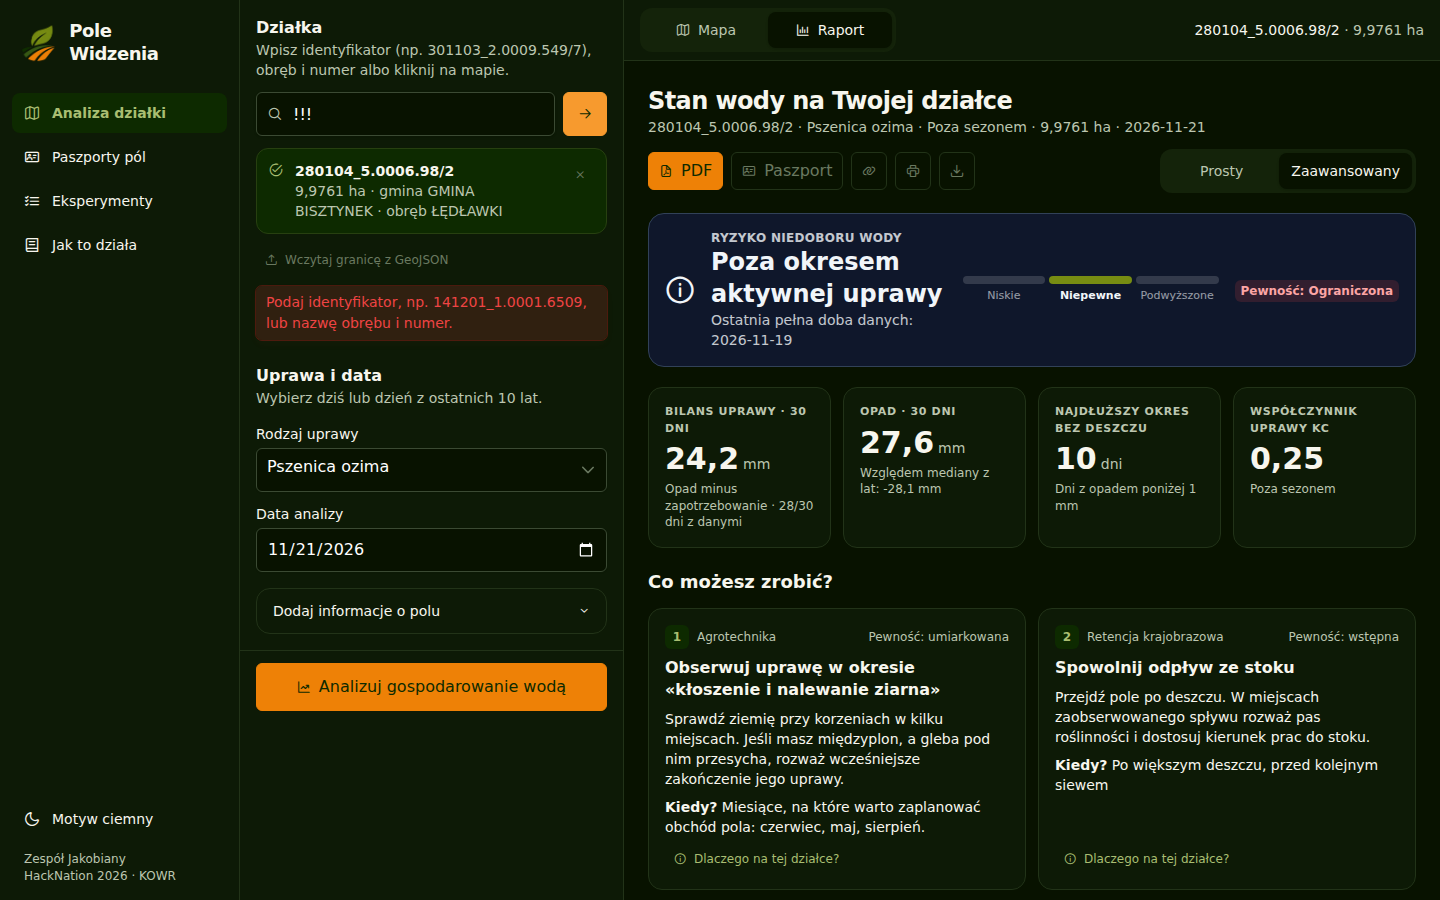 Pole
Widzenia
Analiza działki
Paszporty pól
Eksperymenty
Jak to działa
Motyw ciemny
Zespół Jakobiany
HackNation 2026 · KOWR
Działka
Wpisz identyfikator (np. 301103_2.0009.549/7),
obręb i numer albo kliknij na mapie.
!!!
280104_5.0006.98/2
9,9761 ha · gmina GMINA
BISZTYNEK · obręb ŁĘDŁAWKI
Wczytaj granicę z GeoJSON
Podaj identyfikator, np. 141201_1.0001.6509,
lub nazwę obrębu i numer.
Uprawa i data
Wybierz dziś lub dzień z ostatnich 10 lat.
Rodzaj uprawy
Pszenica ozima
Data analizy
11/21/2026
Dodaj informacje o polu
Analizuj gospodarowanie wodą
Mapa
Raport
280104_5.0006.98/2 · 9,9761 ha
Stan wody na Twojej działce
280104_5.0006.98/2 · Pszenica ozima · Poza sezonem · 9,9761 ha · 2026-11-21
PDF
Paszport
Prosty
Zaawansowany
RYZYKO NIEDOBORU WODY
Poza okresem
aktywnej uprawy
Ostatnia pełna doba danych:
2026-11-19
Niskie
Niepewne
Podwyższone
Pewność: Ograniczona
BILANS UPRAWY · 30
DNI
24,2 mm
Opad minus
zapotrzebowanie · 28/30
dni z danymi
OPAD · 30 DNI
27,6 mm
Względem mediany z
lat: -28,1 mm
NAJDŁUŻSZY OKRES
BEZ DESZCZU
10 dni
Dni z opadem poniżej 1
mm
WSPÓŁCZYNNIK
UPRAWY KC
0,25
Poza sezonem
Co możesz zrobić?
1 Agrotechnika
Pewność: umiarkowana
Obserwuj uprawę w okresie
«kłoszenie i nalewanie ziarna»
Sprawdź ziemię przy korzeniach w kilku
miejscach. Jeśli masz międzyplon, a gleba pod
nim przesycha, rozważ wcześniejsze
zakończenie jego uprawy.
Kiedy? Miesiące, na które warto zaplanować
obchód pola: czerwiec, maj, sierpień.
Dlaczego na tej działce?
2 Retencja krajobrazowa
Pewność: wstępna
Spowolnij odpływ ze stoku
Przejdź pole po deszczu. W miejscach
zaobserwowanego spływu rozważ pas
roślinności i dostosuj kierunek prac do stoku.
Kiedy? Po większym deszczu, przed kolejnym
siewem
Dlaczego na tej działce?